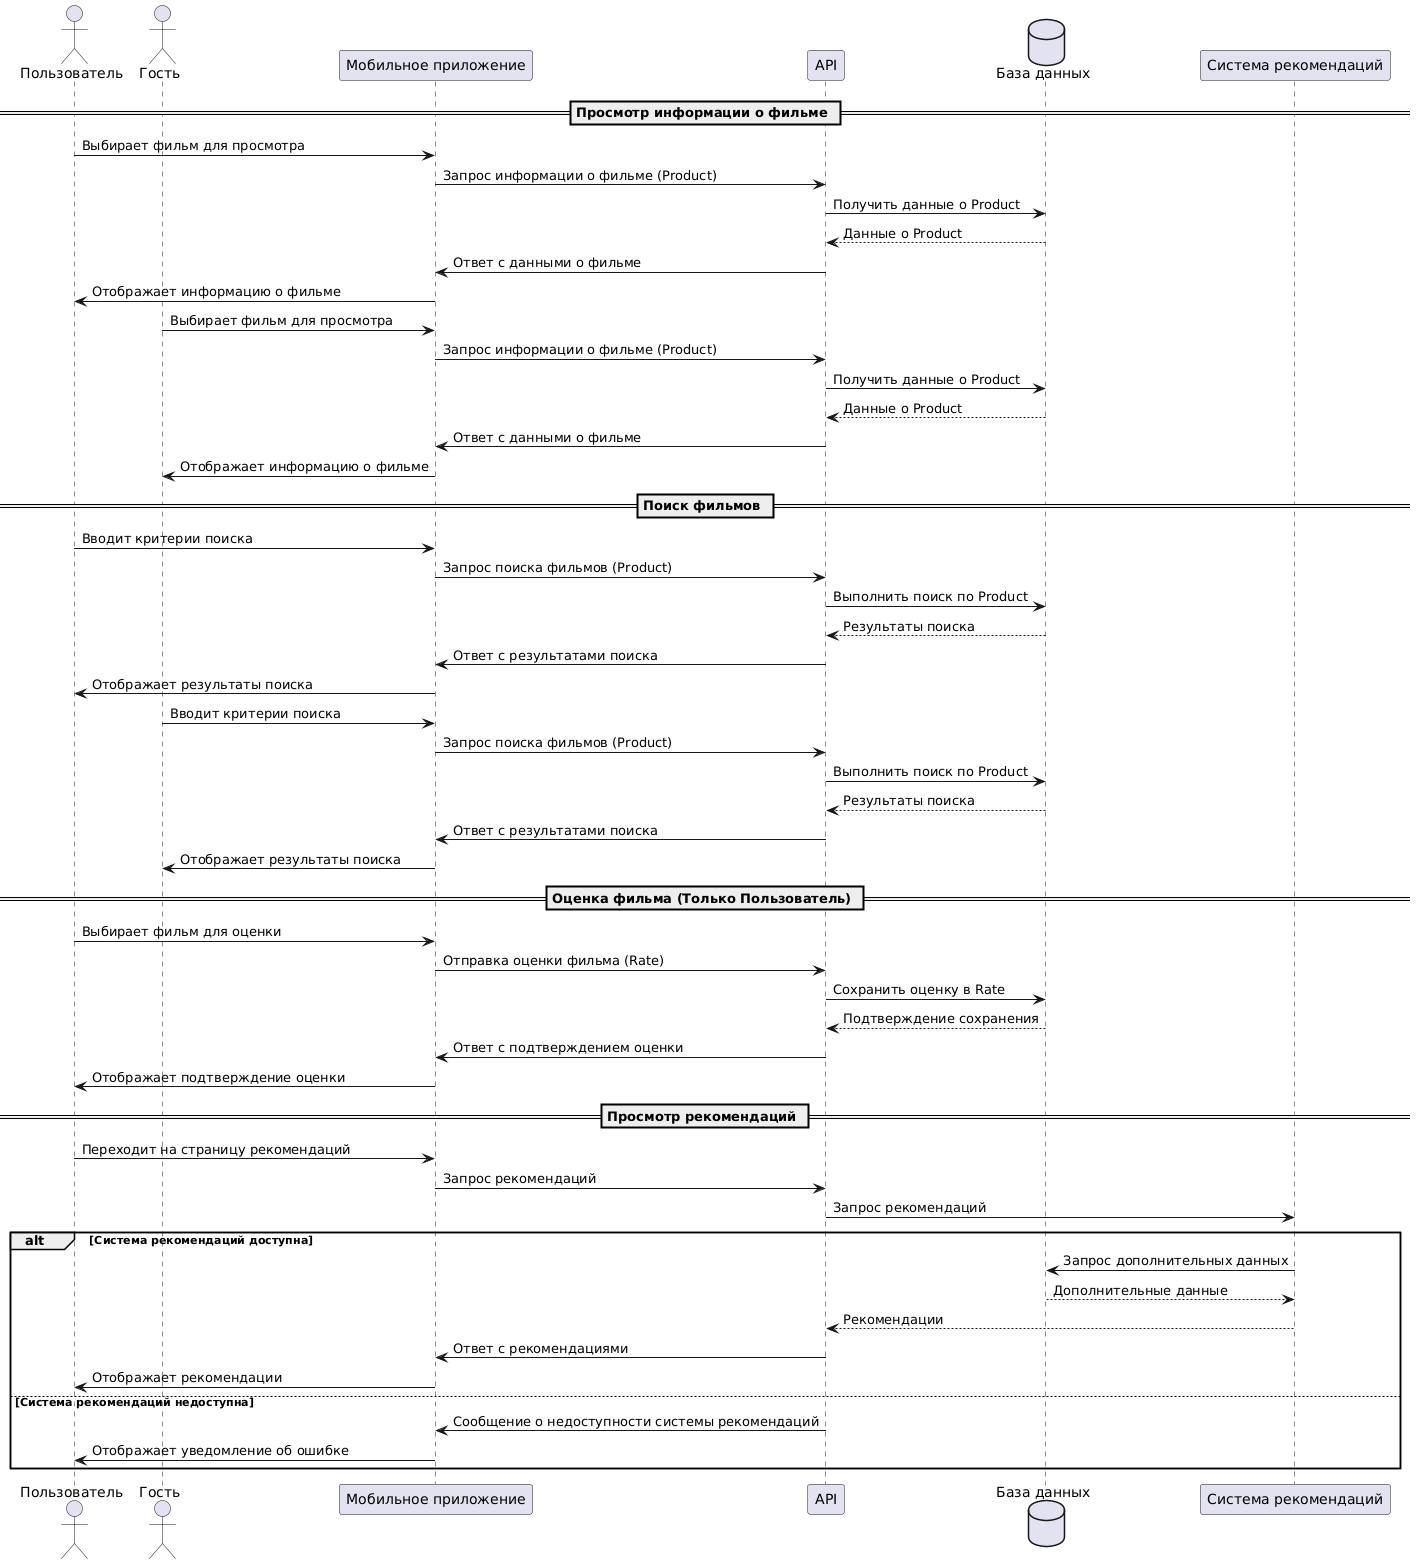 Пользователь
Гость
Мобильное приложение
API
База данных
Система рекомендаций
Просмотр информации о фильме
Выбирает фильм для просмотра
Запрос информации о фильме (Product)
Получить данные о Product
Данные о Product
Ответ с данными о фильме
Отображает информацию о фильме
Выбирает фильм для просмотра
Запрос информации о фильме (Product)
Получить данные о Product
Данные о Product
Ответ с данными о фильме
Отображает информацию о фильме
Поиск фильмов
Вводит критерии поиска
Запрос поиска фильмов (Product)
Выполнить поиск по Product
Результаты поиска
Ответ с результатами поиска
Отображает результаты поиска
Вводит критерии поиска
Запрос поиска фильмов (Product)
Выполнить поиск по Product
Результаты поиска
Ответ с результатами поиска
Отображает результаты поиска
Оценка фильма (Только Пользователь)
Выбирает фильм для оценки
Отправка оценки фильма (Rate)
Сохранить оценку в Rate
Подтверждение сохранения
Ответ с подтверждением оценки
Отображает подтверждение оценки
Просмотр рекомендаций
Переходит на страницу рекомендаций
Запрос рекомендаций
Запрос рекомендаций
alt
[Система рекомендаций доступна]
Запрос дополнительных данных
Дополнительные данные
Рекомендации
Ответ с рекомендациями
Отображает рекомендации
[Система рекомендаций недоступна]
Сообщение о недоступности системы рекомендаций
Отображает уведомление об ошибке
Пользователь
Гость
Мобильное приложение
API
База данных
Система рекомендаций